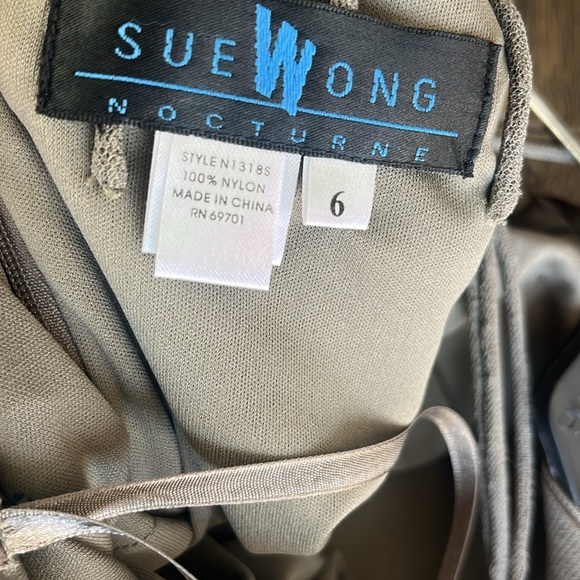 SUE WONG
NOCTURNE
STYLE N1318S
100% NYLON
MADE IN CHINA
RN 69701
6